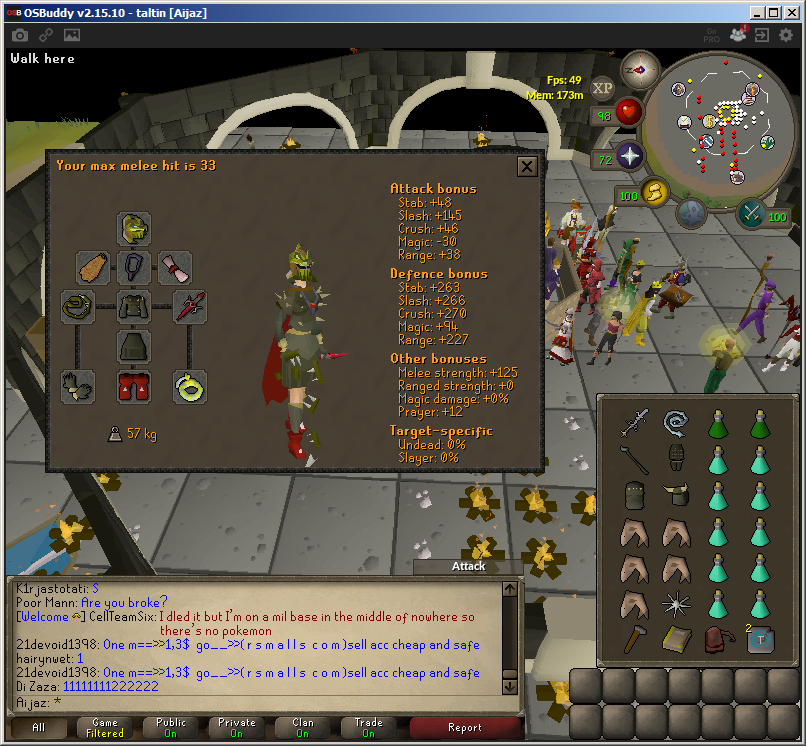 OSBuddy v2.15.10 - taltin [Aijaz]
Go
PRO
Walk here
Fps: 49
Mem: 173m
XP
98
72
100
100
Your max melee hit is 33
Attack bonus
Stab: +48
Slash: +145
Crush: +46
Magic: -30
Range: +38
Defence bonus
Stab: +263
Slash: +266
Crush: +270
Magic: +94
Range: +227
Other bonuses
Melee strength: +125
Ranged strength: +0
Magic damage: +0%
Prayer: +12
Target-specific
Undead: 0%
Slayer: 0%
57 kg
Attack
2
T
K1rjastotati: S
Poor Mann: Are you broke?
[Welcome ] CellTeamSix: I dled it but I'm on a mil base in the middle of nowhere so
there's no pokemon
21devoid1398: One m==>>1,3$ go__>>(r s m a l l s c o m )sell acc cheap and safe
hairynwet: 1
21devoid1398: One m==>>1,3$ go__>>(r s m a l l s c o m )sell acc cheap and safe
Di Zaza: 11111111222222
Aijaz: *
All
Game
Filtered
Public
On
Private
On
Clan
On
Trade
On
Report